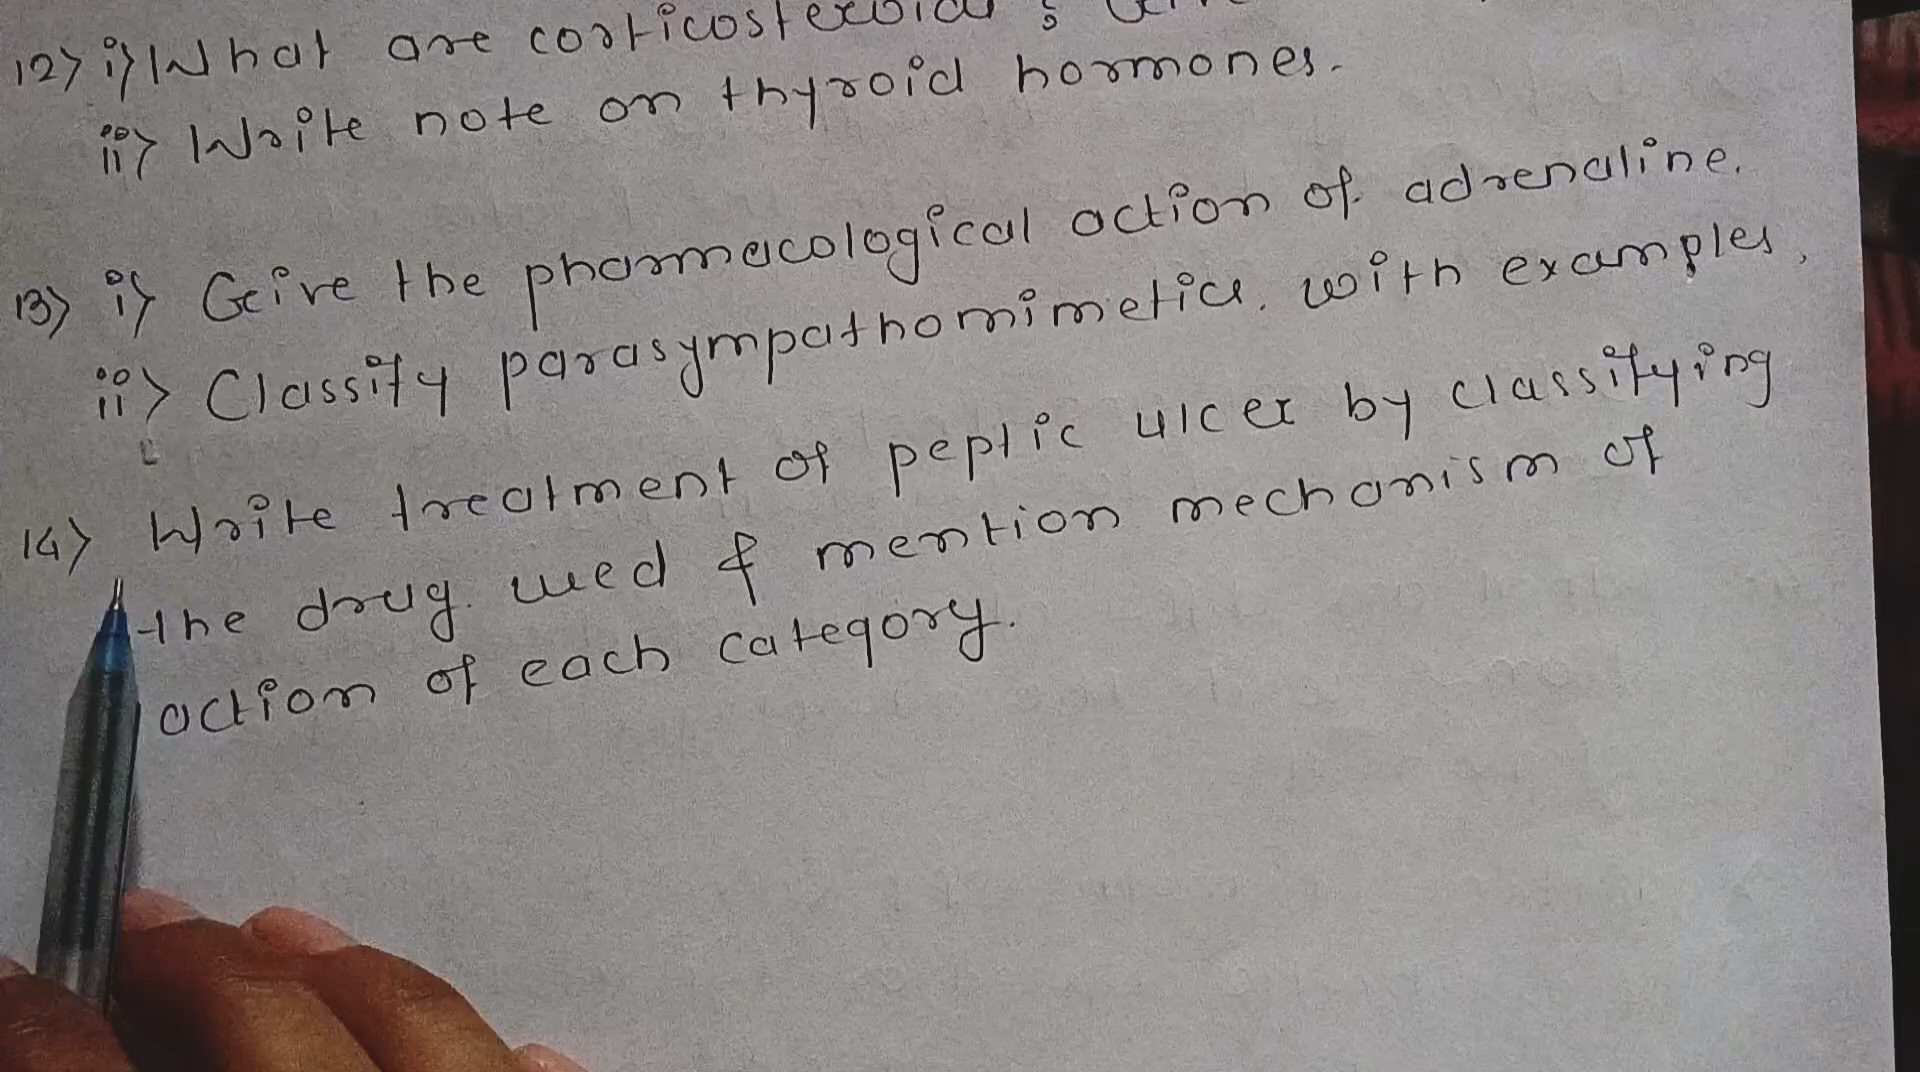 12) i) What are corticosteroids ?
ii) Write note on thyroid hormones.
13) i) Geive the pharmacological action of adrenaline.
ii) Classify parasympathomimetics. with examples.
14) Write treatment of peptic ulcer by classifying
the drug used & mention mechanism of
action of each category.